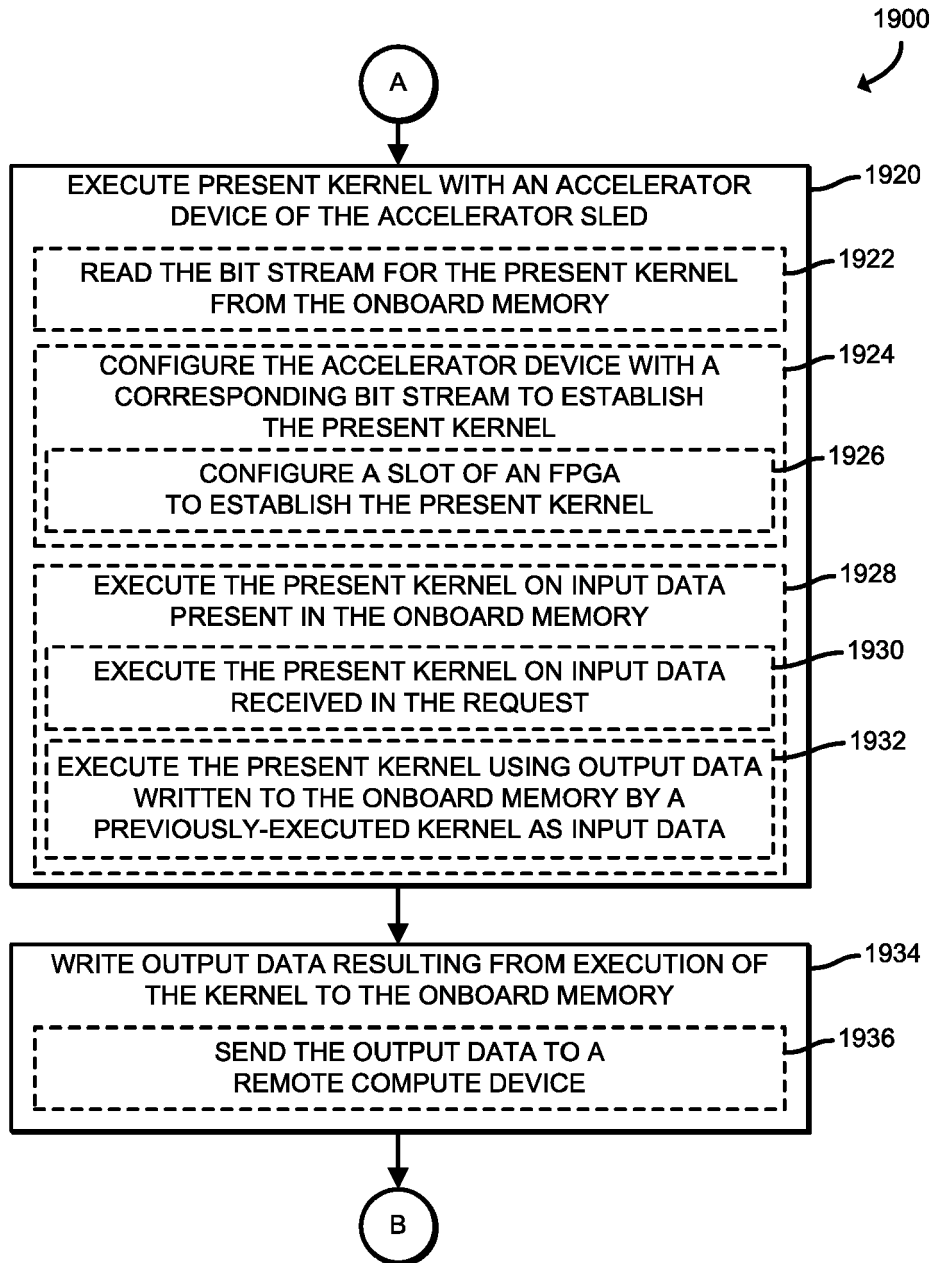 1900
A
EXECUTE PRESENT KERNEL WITH AN ACCELERATOR
DEVICE OF THE ACCELERATOR SLED
1920
READ THE BIT STREAM FOR THE PRESENT KERNEL
FROM THE ONBOARD MEMORY
1922
CONFIGURE THE ACCELERATOR DEVICE WITH A
CORRESPONDING BIT STREAM TO ESTABLISH
THE PRESENT KERNEL
1924
CONFIGURE A SLOT OF AN FPGA
TO ESTABLISH THE PRESENT KERNEL
1926
EXECUTE THE PRESENT KERNEL ON INPUT DATA
PRESENT IN THE ONBOARD MEMORY
1928
EXECUTE THE PRESENT KERNEL ON INPUT DATA
RECEIVED IN THE REQUEST
1930
EXECUTE THE PRESENT KERNEL USING OUTPUT DATA
WRITTEN TO THE ONBOARD MEMORY BY A
PREVIOUSLY-EXECUTED KERNEL AS INPUT DATA
1932
WRITE OUTPUT DATA RESULTING FROM EXECUTION OF
THE KERNEL TO THE ONBOARD MEMORY
1934
SEND THE OUTPUT DATA TO A
REMOTE COMPUTE DEVICE
1936
B